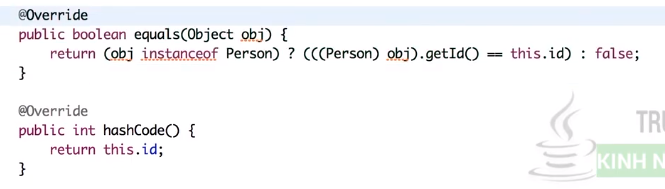 @Override
public boolean equals(Object obj) {
    return (obj instanceof Person) ? (((Person) obj).getId() == this.id) : false;
}
@Override
public int hashCode() {
    return this.id;
}
TRU
KINH N